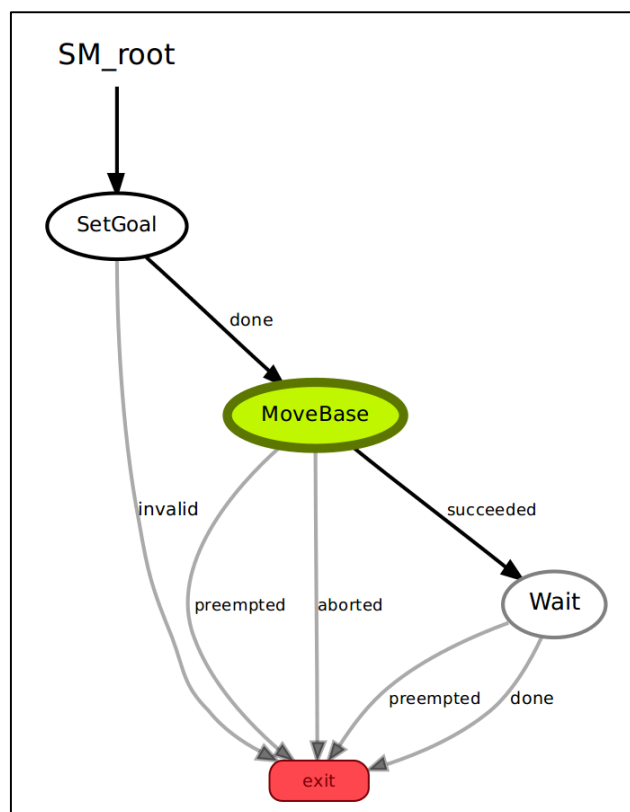 SM_root
SetGoal
done
MoveBase
invalid
succeeded
preempted
aborted
Wait
preempted
done
exit